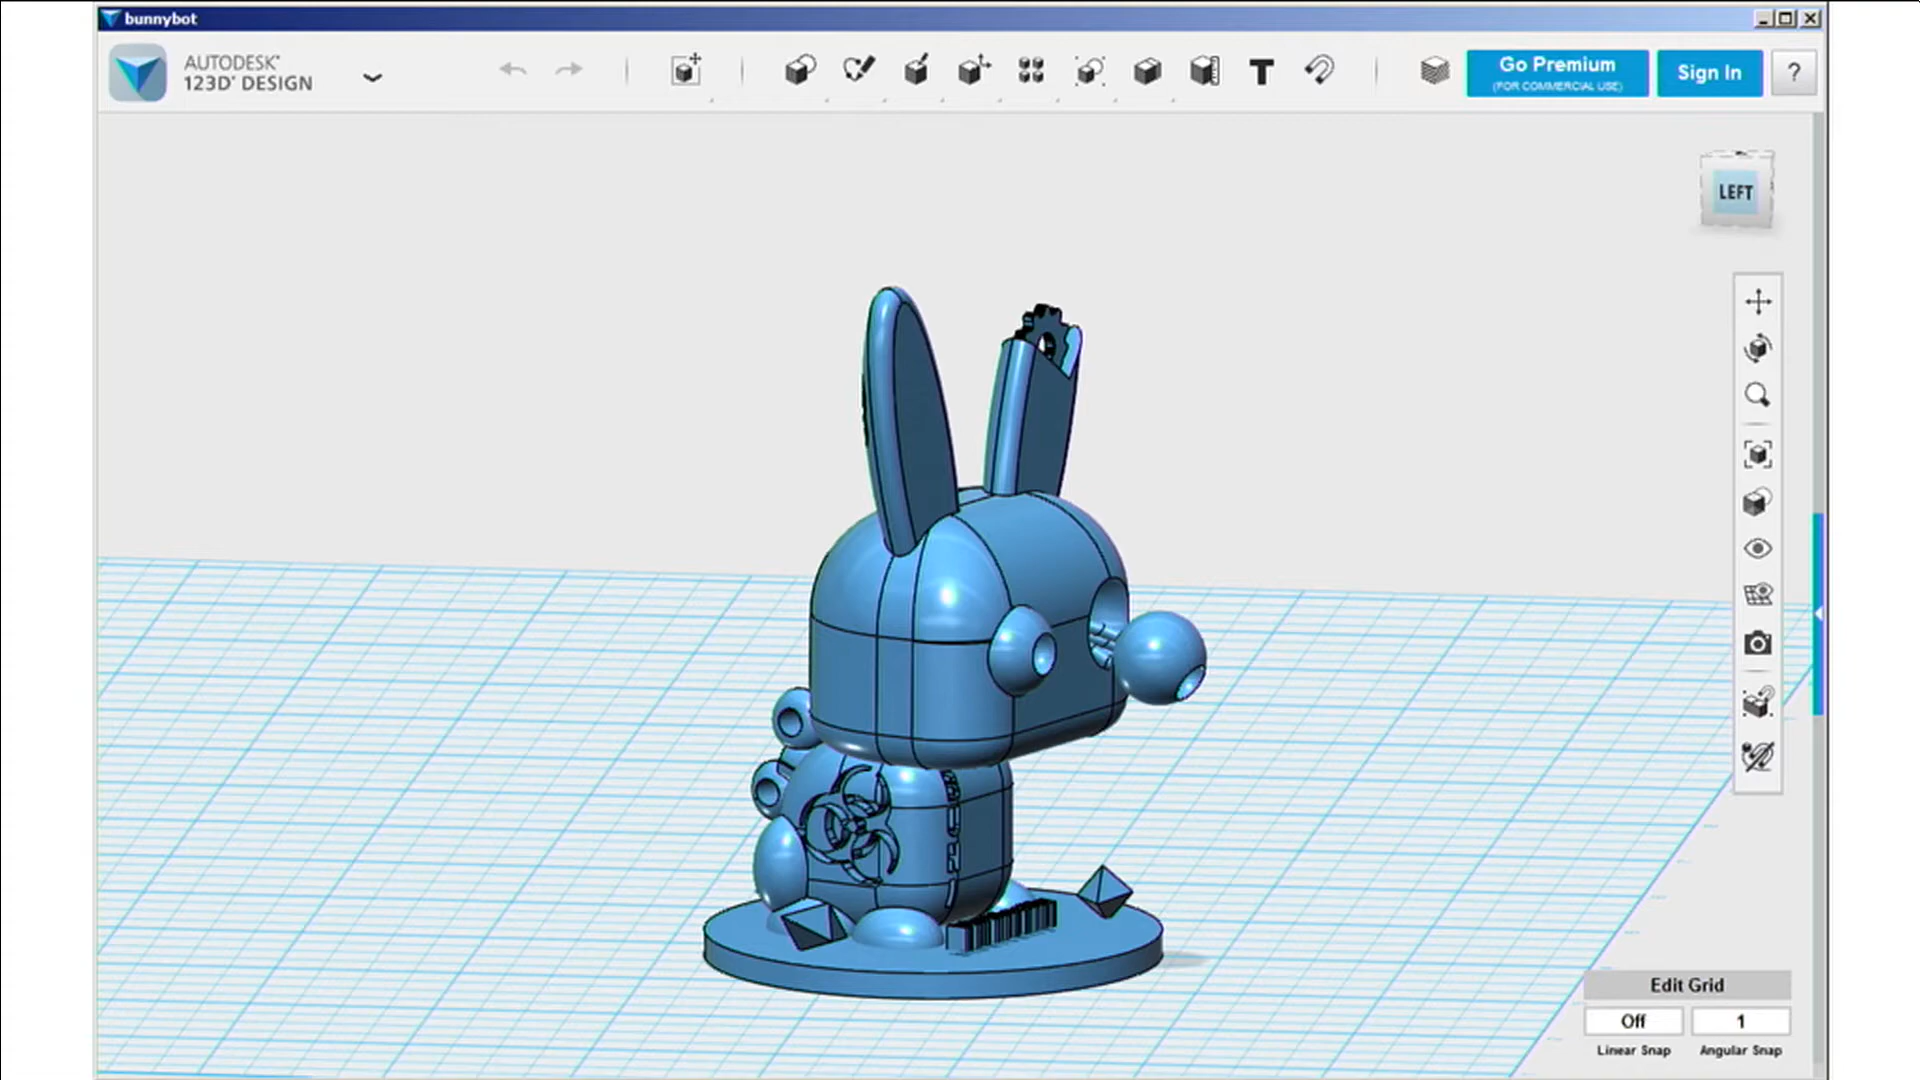 bunnybot
AUTODESK®
123D® DESIGN
T
Go Premium
(FOR COMMERCIAL USE)
Sign In
?
LEFT
Edit Grid
Off
1
Linear Snap
Angular Snap